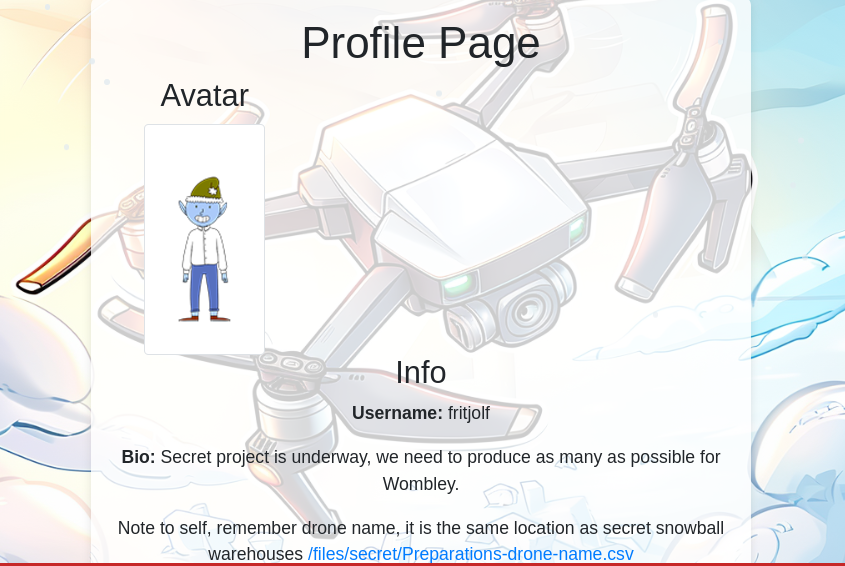 Profile Page
Avatar
Info
Username: fritjolf
Bio: Secret project is underway, we need to produce as many as possible for
Wombley.
Note to self, remember drone name, it is the same location as secret snowball
warehouses /files/secret/Preparations-drone-name.csv